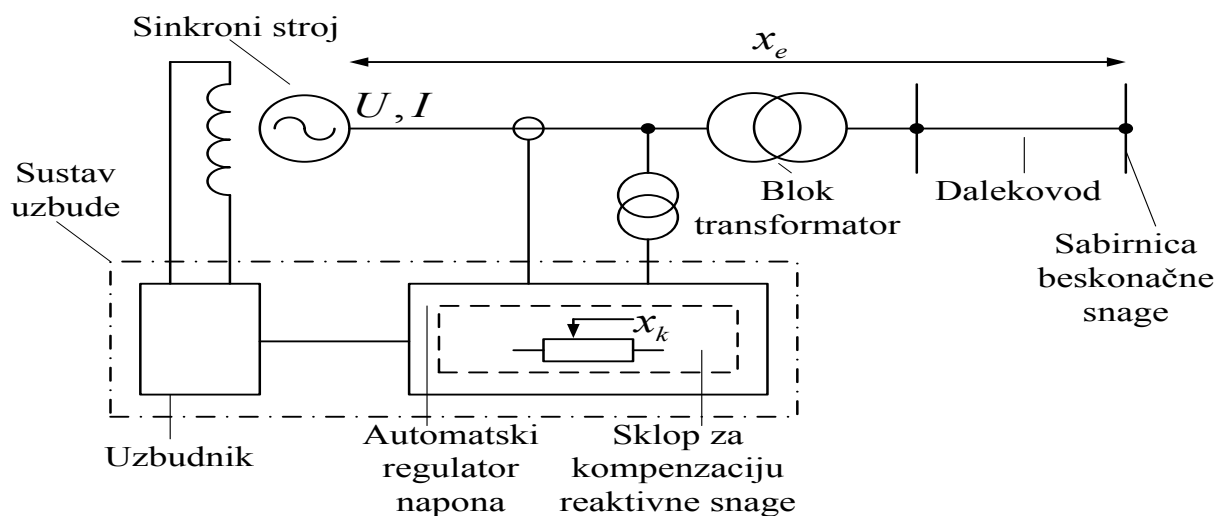 Sinkroni stroj
x_e
U, I
Sustav
uzbude
Blok
transformator
Dalekovod
Sabirnica
beskonačne
snage
x_k
Uzbudnik
Automatski
regulator
napona
Sklop za
kompenzaciju
reaktivne snage